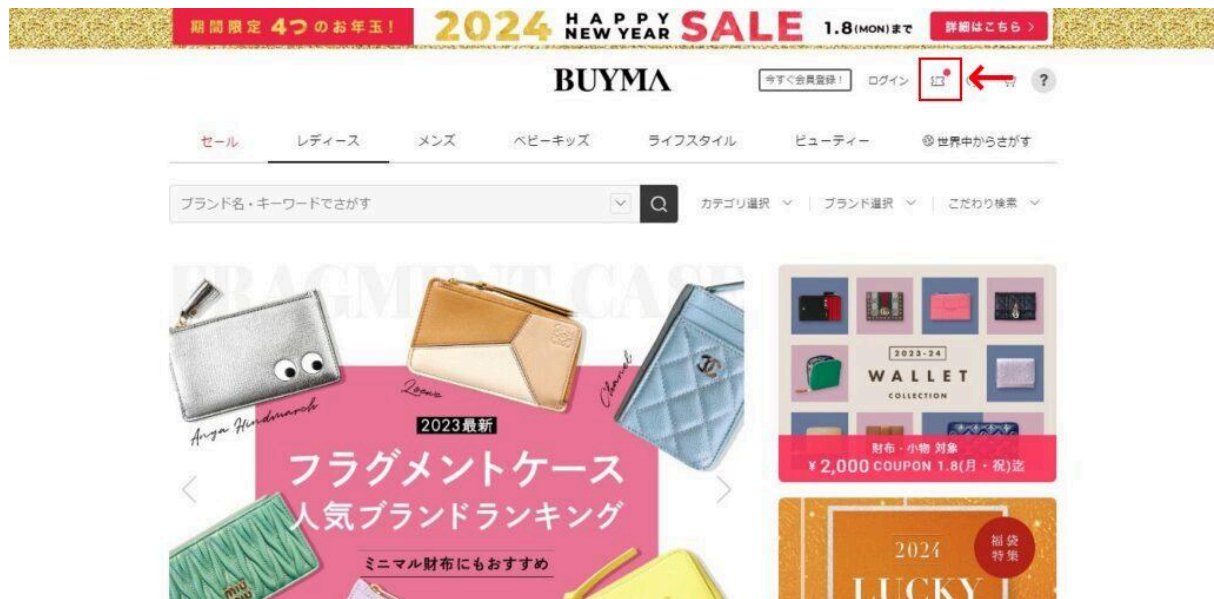 期間限定 4つのお年玉!
2024 HAPPY NEW YEAR SALE 1.8(MON)まで
詳細はこちら >
BUYMA
今すぐ会員登録!
ログイン
?
セール
レディース
メンズ
ベビーキッズ
ライフスタイル
ビューティー
世界中からさがす
ブランド名・キーワードでさがす
カテゴリ選択
ブランド選択
こだわり検索
FRAGMENT CASE
Anya Hindmarch
Loewe
Chanel
2023最新
フラグメントケース
人気ブランドランキング
ミニマル財布にもおすすめ
MIU
2023-24
WALLET
COLLECTION
財布・小物 対象
¥2,000 COUPON 1.8(月・祝)迄
2024
福袋
特集
LUCKY